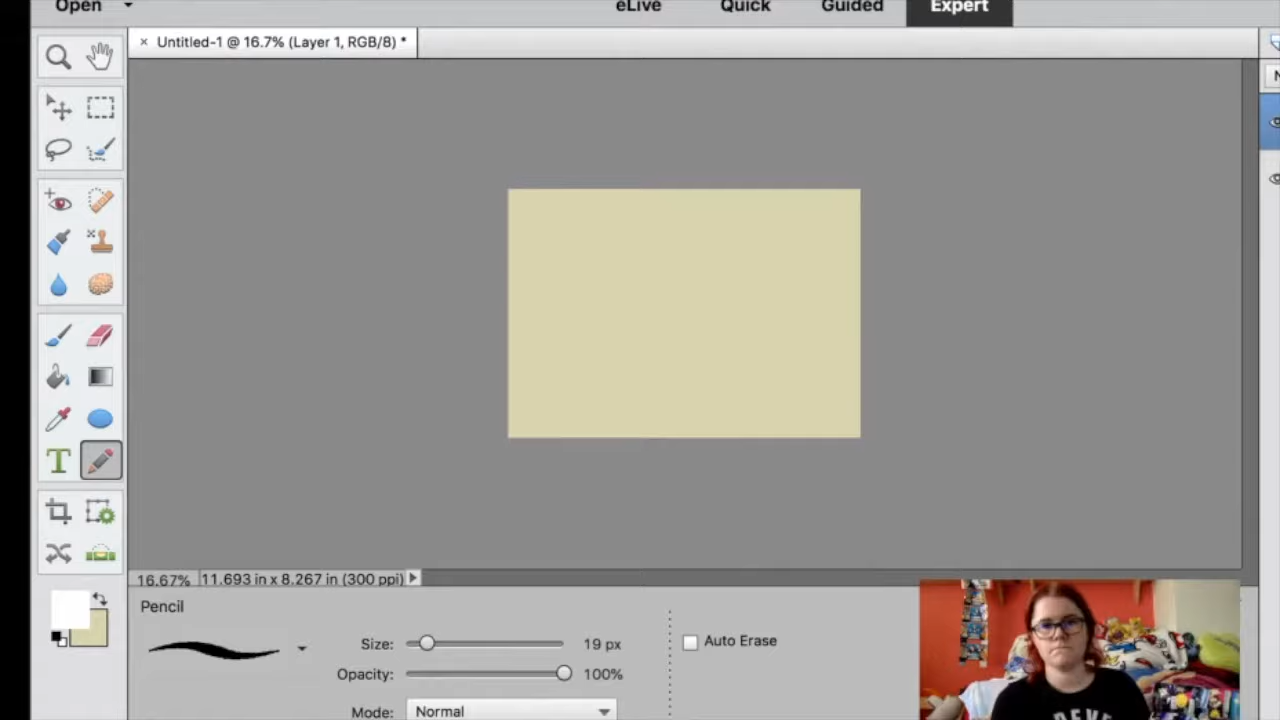 Open eLive Quick Guided Expert
× Untitled-1 @ 16.7% (Layer 1, RGB/8) *
T
16.67% 11.693 in x 8.267 in (300 ppi)
Pencil
Size: 19 px Auto Erase
Opacity: 100%
Mode: Normal